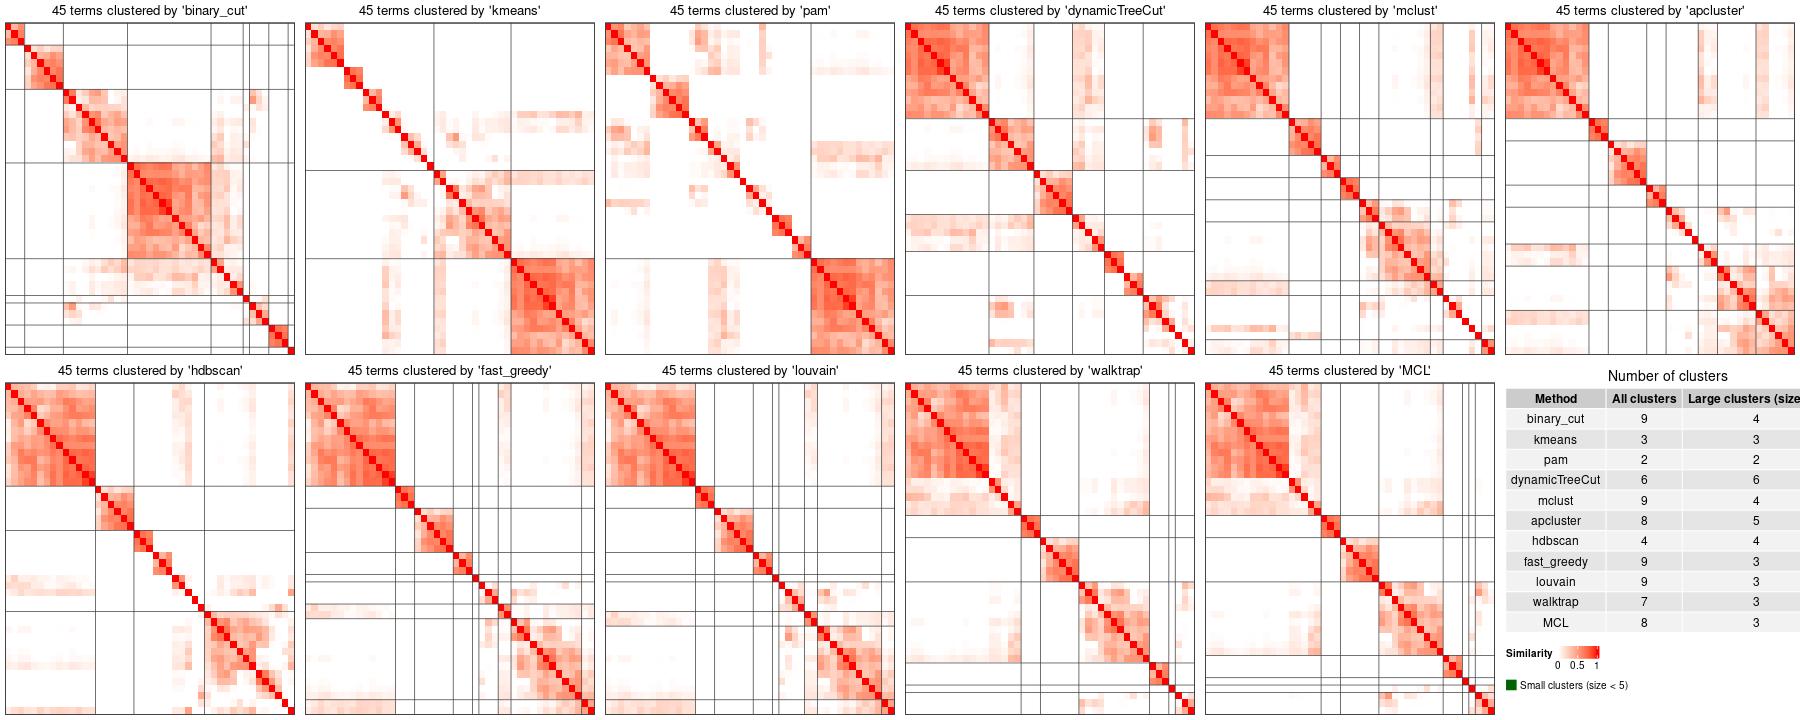 45 terms clustered by 'binary_cut'
45 terms clustered by 'kmeans'
45 terms clustered by 'pam'
45 terms clustered by 'dynamicTreeCut'
45 terms clustered by 'mclust'
45 terms clustered by 'apcluster'
45 terms clustered by 'hdbscan'
45 terms clustered by 'fast_greedy'
45 terms clustered by 'louvain'
45 terms clustered by 'walktrap'
45 terms clustered by 'MCL'
Number of clusters
Method All clusters Large clusters (size
binary_cut 9 4
kmeans 3 3
pam 2 2
dynamicTreeCut 6 6
mclust 9 4
apcluster 8 5
hdbscan 4 4
fast_greedy 9 3
louvain 9 3
walktrap 7 3
MCL 8 3
Similarity
0 0.5 1
Small clusters (size < 5)